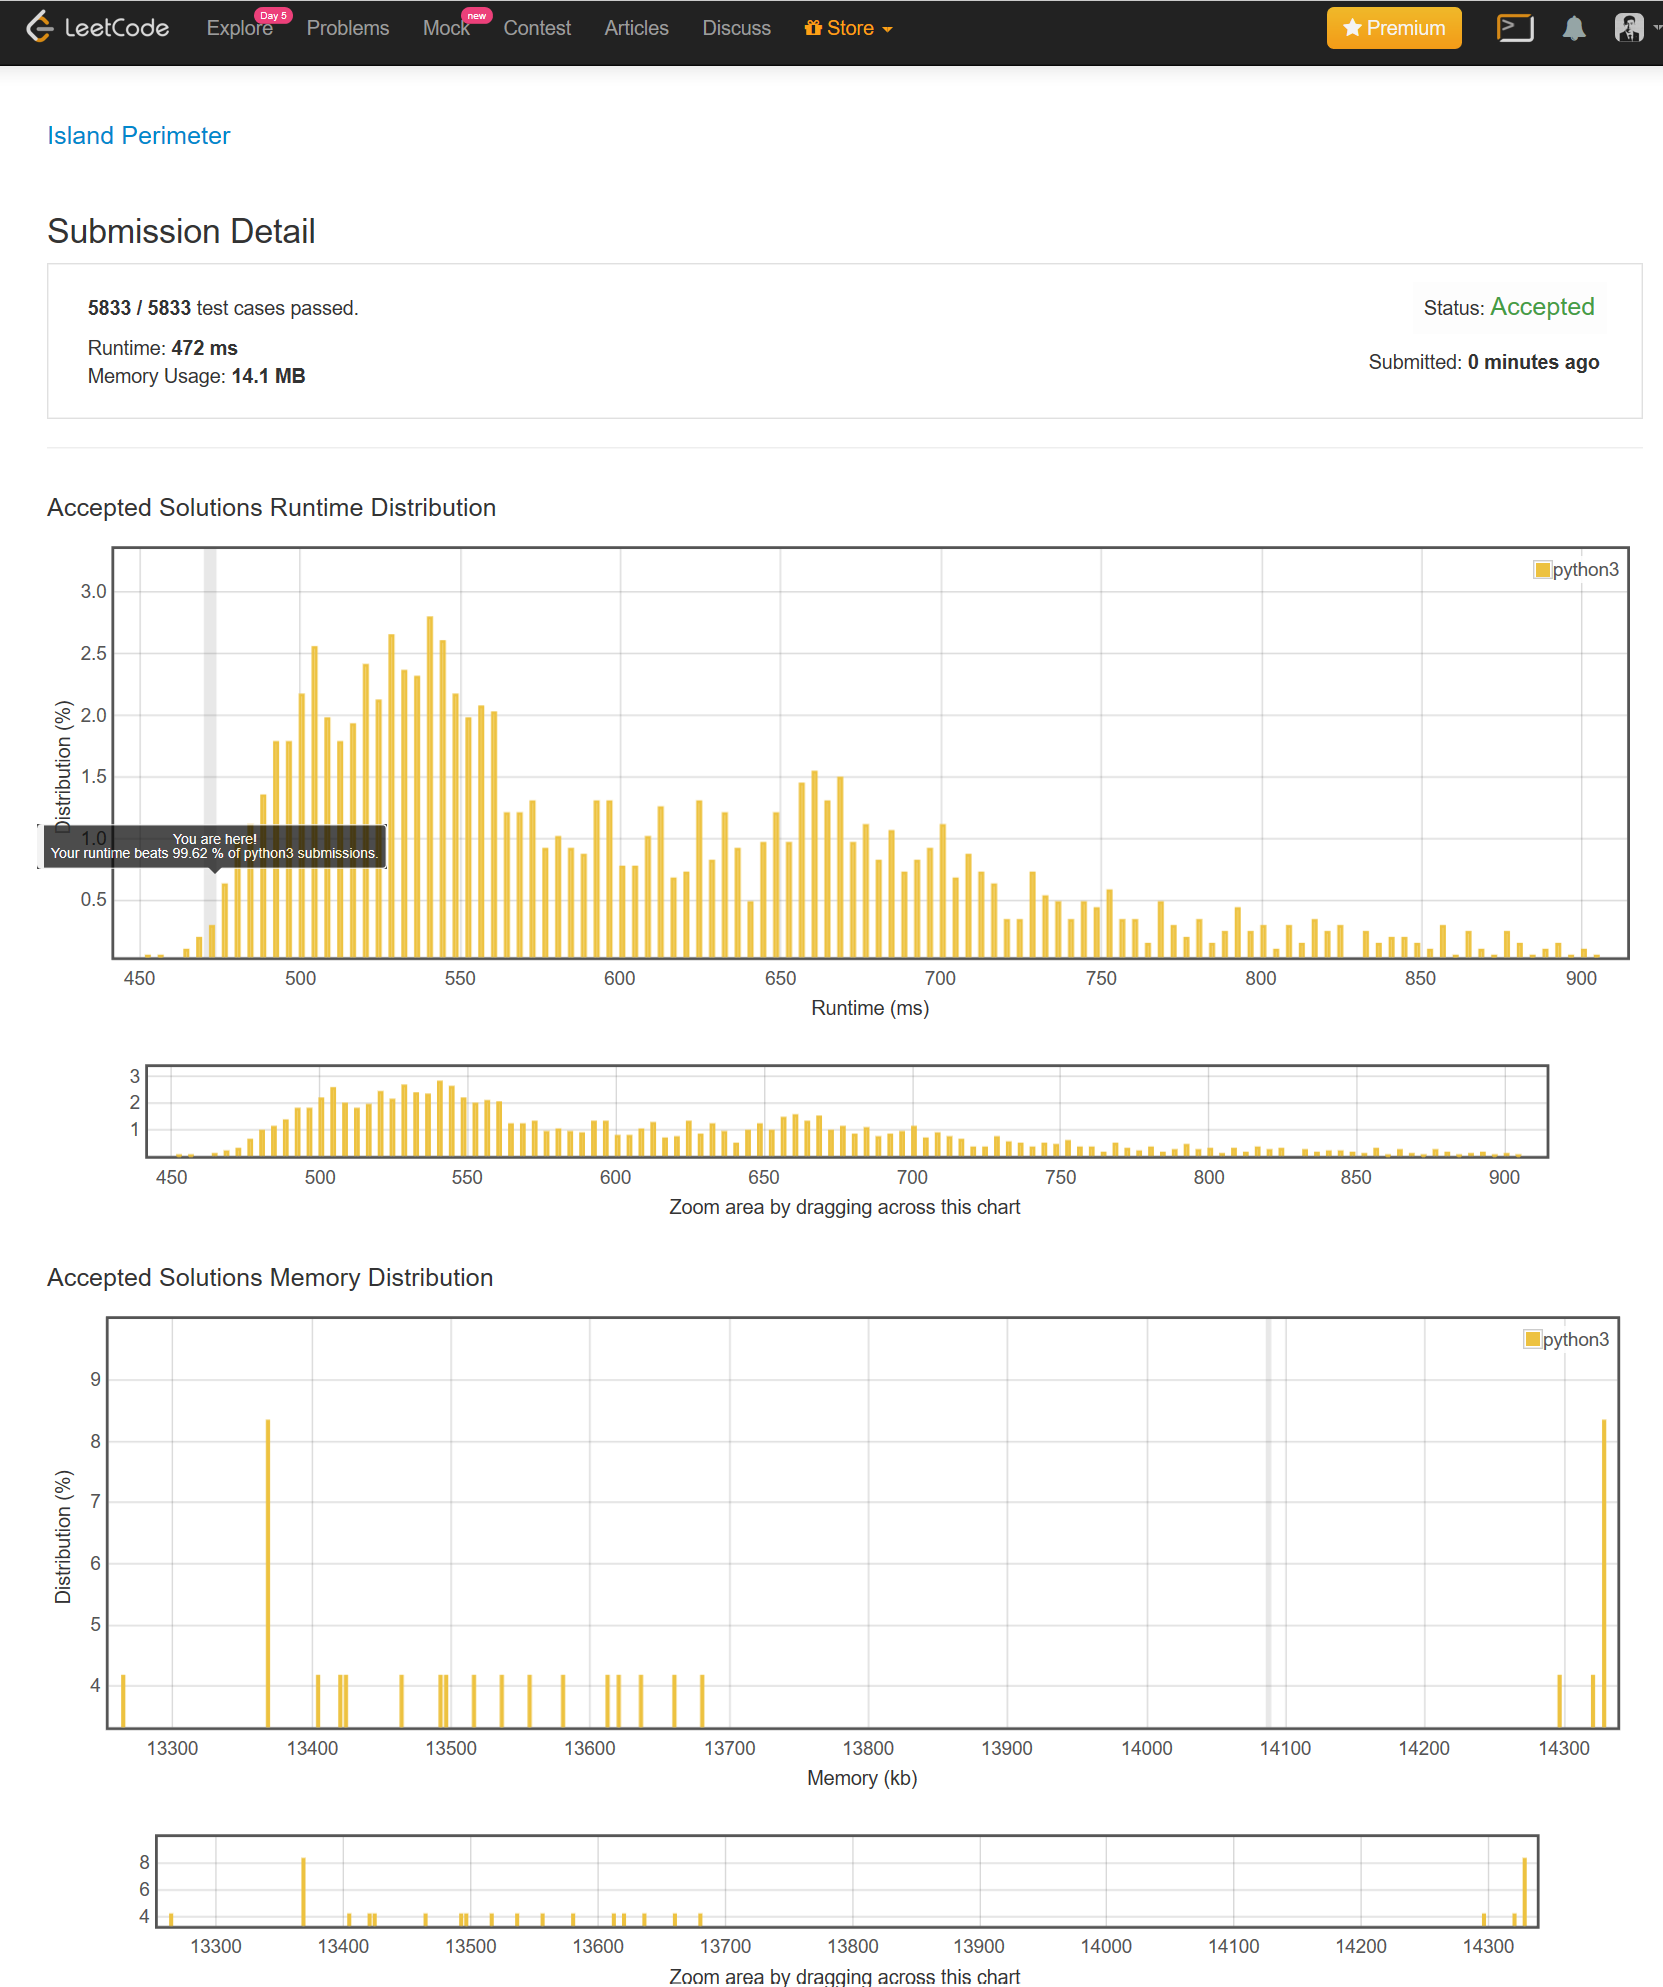 LeetCode
Explore Day 5 Problems Mock new Contest Articles Discuss Store Premium
Island Perimeter
Submission Detail
5833 / 5833 test cases passed.
Status: Accepted
Runtime: 472 ms
Submitted: 0 minutes ago
Memory Usage: 14.1 MB
Accepted Solutions Runtime Distribution
python3
3.0
2.5
2.0
1.5
1.0
0.5
Distribution (%)
You are here!
Your runtime beats 99.62 % of python3 submissions.
450 500 550 600 650 700 750 800 850 900
Runtime (ms)
3
2
1
450 500 550 600 650 700 750 800 850 900
Zoom area by dragging across this chart
Accepted Solutions Memory Distribution
python3
9
8
7
6
5
4
Distribution (%)
13300 13400 13500 13600 13700 13800 13900 14000 14100 14200 14300
Memory (kb)
8
6
4
13300 13400 13500 13600 13700 13800 13900 14000 14100 14200 14300
Zoom area by dragging across this chart